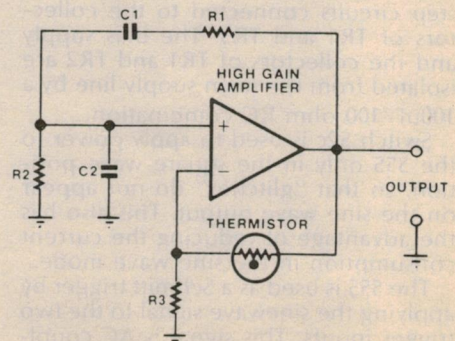 C1
R1
HIGH GAIN
AMPLIFIER
+
−
R2
C2
OUTPUT
THERMISTOR
R3